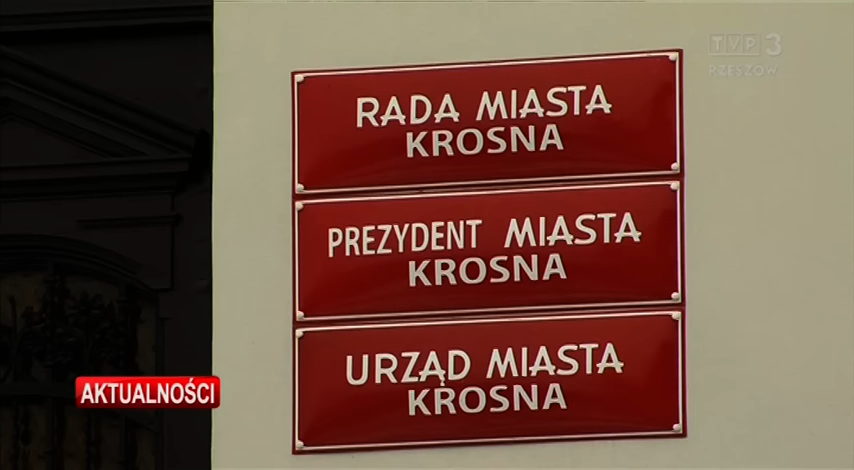 TVP 3
RZESZÓW
RADA MIASTA
KROSNA
PREZYDENT MIASTA
KROSNA
URZĄD MIASTA
KROSNA
AKTUALNOŚCI